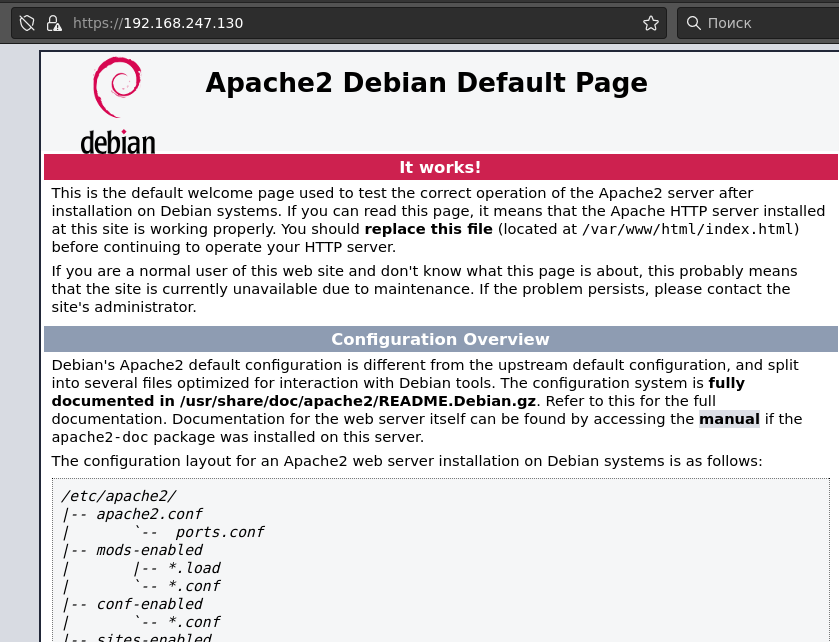 https://192.168.247.130
Поиск
Apache2 Debian Default Page
debian
It works!
This is the default welcome page used to test the correct operation of the Apache2 server after
installation on Debian systems. If you can read this page, it means that the Apache HTTP server installed
at this site is working properly. You should replace this file (located at /var/www/html/index.html)
before continuing to operate your HTTP server.
If you are a normal user of this web site and don't know what this page is about, this probably means
that the site is currently unavailable due to maintenance. If the problem persists, please contact the
site's administrator.
Configuration Overview
Debian's Apache2 default configuration is different from the upstream default configuration, and split
into several files optimized for interaction with Debian tools. The configuration system is fully
documented in /usr/share/doc/apache2/README.Debian.gz. Refer to this for the full
documentation. Documentation for the web server itself can be found by accessing the manual if the
apache2-doc package was installed on this server.
The configuration layout for an Apache2 web server installation on Debian systems is as follows:
/etc/apache2/
|-- apache2.conf
|       `--  ports.conf
|-- mods-enabled
|       |-- *.load
|       `-- *.conf
|-- conf-enabled
|       `-- *.conf
|-- sites-enabled